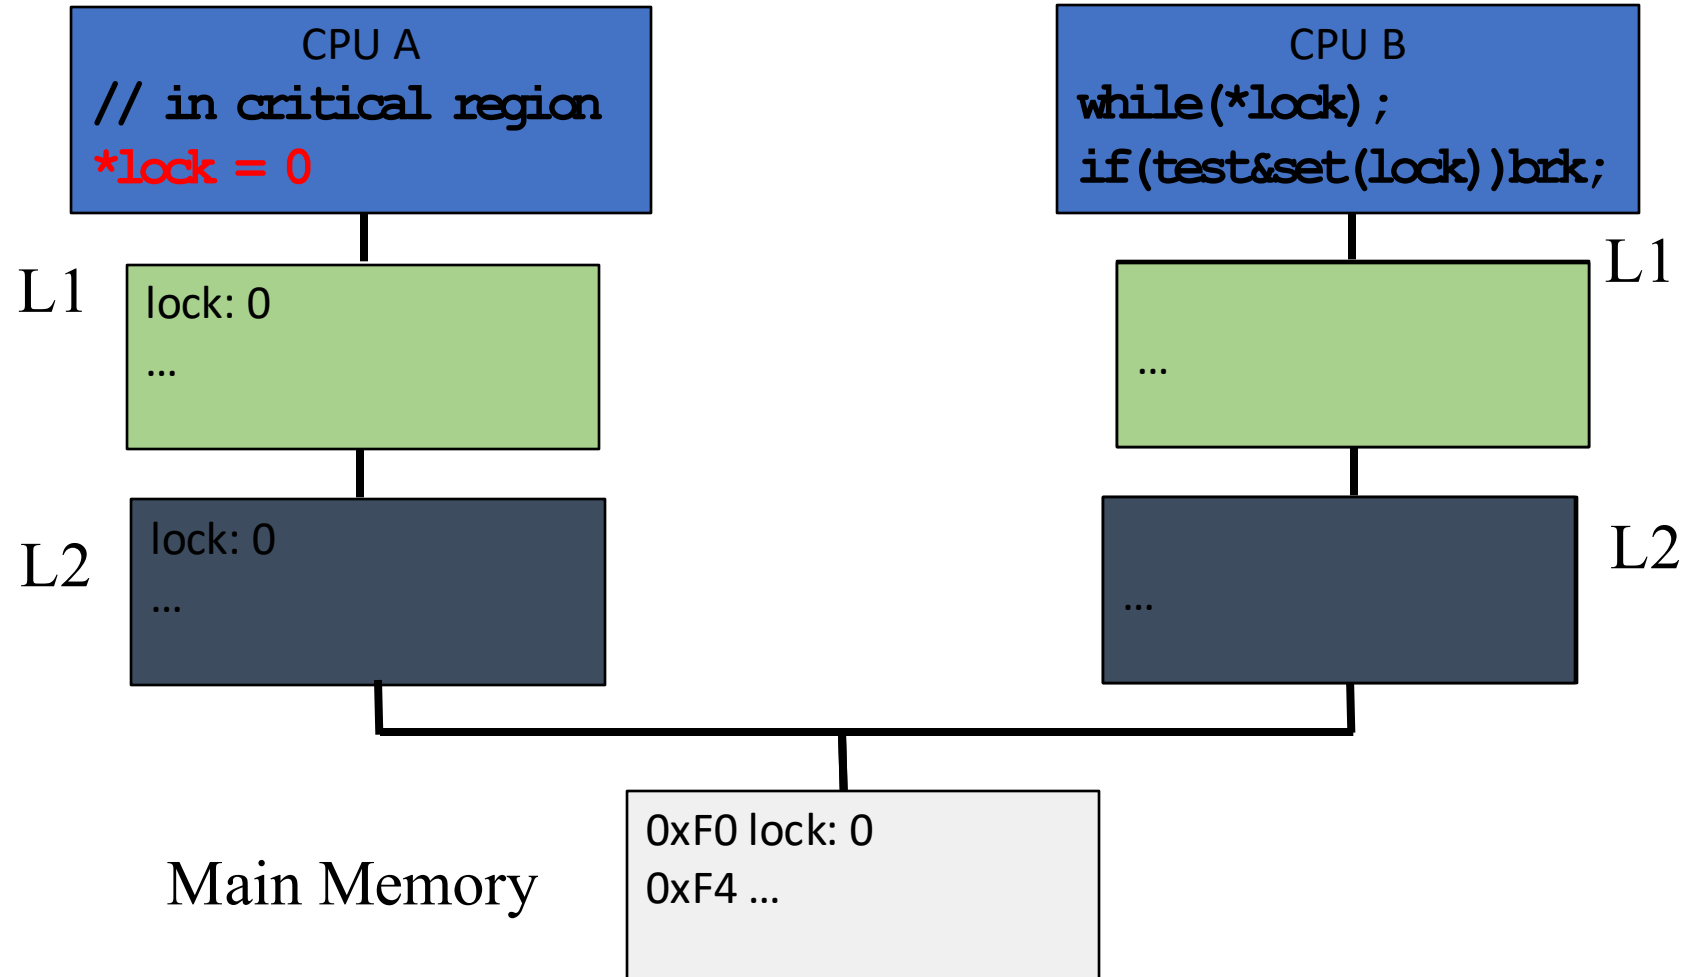 CPU A
// in critical region
*lock = 0
CPU B
while(*lock);
if(test&set(lock))brk;
L1
lock: 0
…
L1
…
L2
lock: 0
…
L2
…
Main Memory
0xF0 lock: 0
0xF4 …